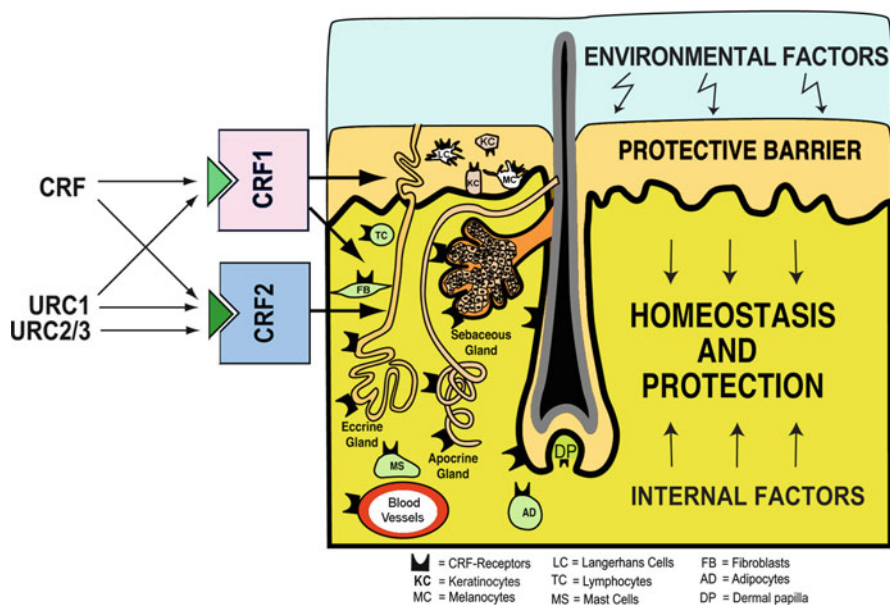 ENVIRONMENTAL FACTORS
PROTECTIVE BARRIER
CRF
URC1
URC2/3
CRF1
CRF2
LC
KC
KC
MC
TC
FB
Sebaceous
Gland
Eccrine
Gland
Apocrine
Gland
MS
Blood
Vessels
DP
AD
HOMEOSTASIS
AND
PROTECTION
INTERNAL FACTORS
= CRF-Receptors
KC = Keratinocytes
MC = Melanocytes
LC = Langerhans Cells
TC = Lymphocytes
MS = Mast Cells
FB = Fibroblasts
AD = Adipocytes
DP = Dermal papilla